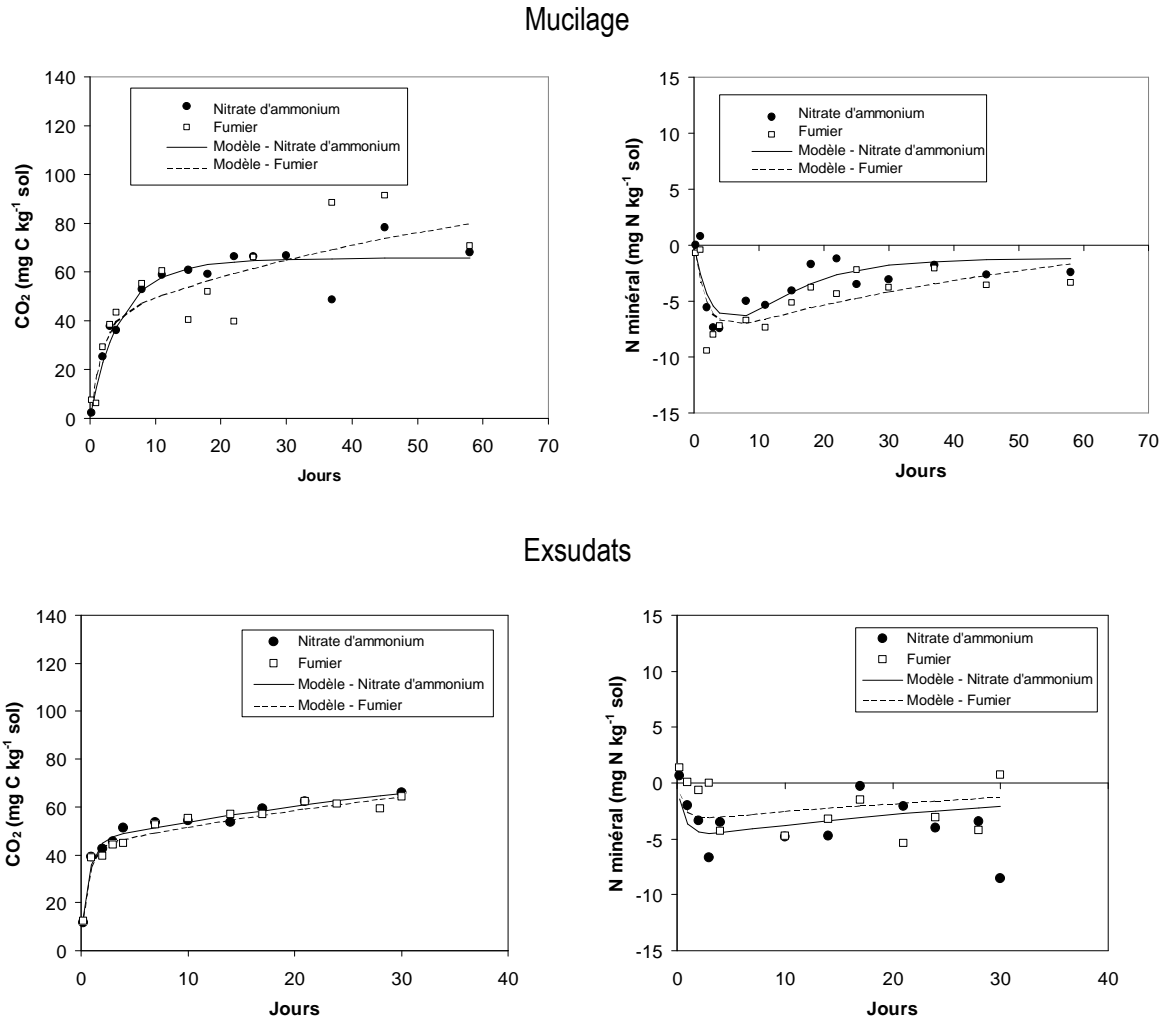 Mucilage
CO₂ (mg C kg⁻¹ sol)
140
120
100
80
60
40
20
0
Nitrate d'ammonium
Fumier
Modèle - Nitrate d'ammonium
Modèle - Fumier
0 10 20 30 40 50 60 70
Jours
N minéral (mg N kg⁻¹ sol)
15
10
5
0
-5
-10
-15
Nitrate d'ammonium
Fumier
Modèle - Nitrate d'ammonium
Modèle - Fumier
0 10 20 30 40 50 60 70
Jours
Exsudats
CO₂ (mg C kg⁻¹ sol)
140
120
100
80
60
40
20
0
Nitrate d'ammonium
Fumier
Modèle - Nitrate d'ammonium
Modèle - Fumier
0 10 20 30 40
Jours
N minéral (mg N kg⁻¹ sol)
15
10
5
0
-5
-10
-15
Nitrate d'ammonium
Fumier
Modèle - Nitrate d'ammonium
Modèle - Fumier
0 10 20 30 40
Jours